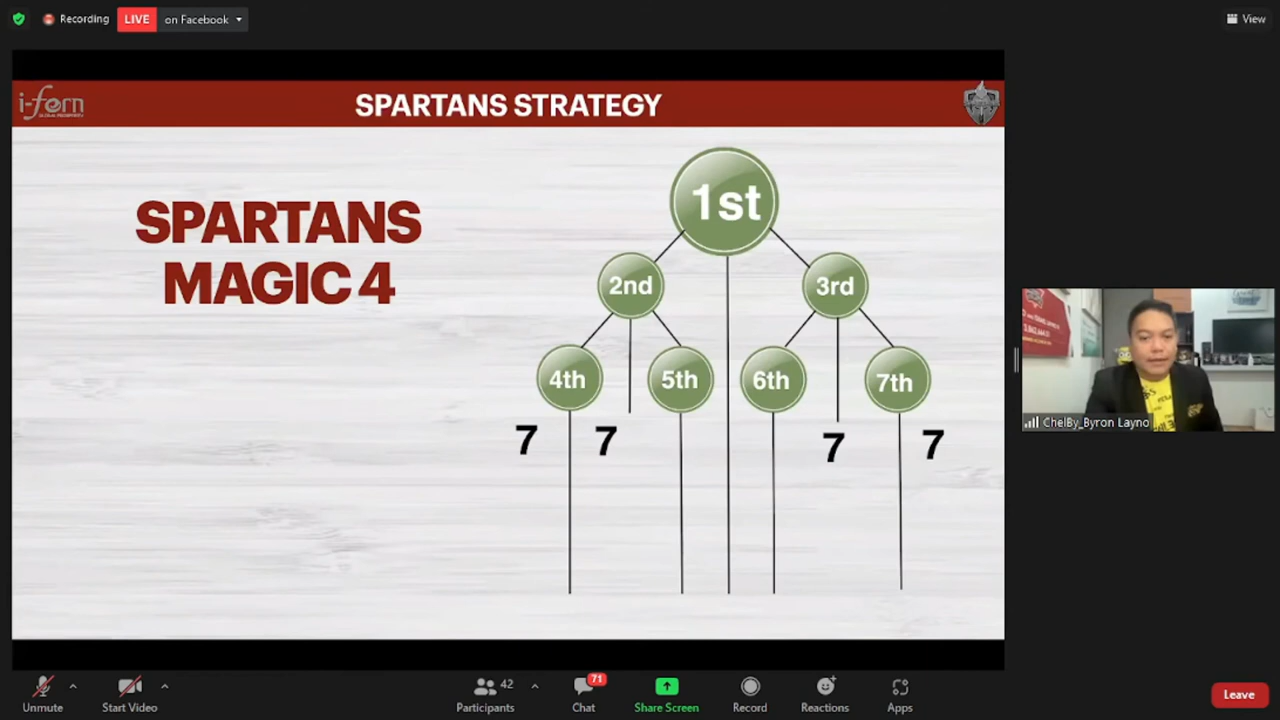 Recording
LIVE
on Facebook
View
i-fern
SPARTANS STRATEGY
SPARTANS
MAGIC 4
1st
2nd
3rd
4th
5th
6th
7th
7
7
7
7
ChelBy_Byron Layno
Unmute
Start Video
42
Participants
71
Chat
Share Screen
Record
Reactions
Apps
Leave